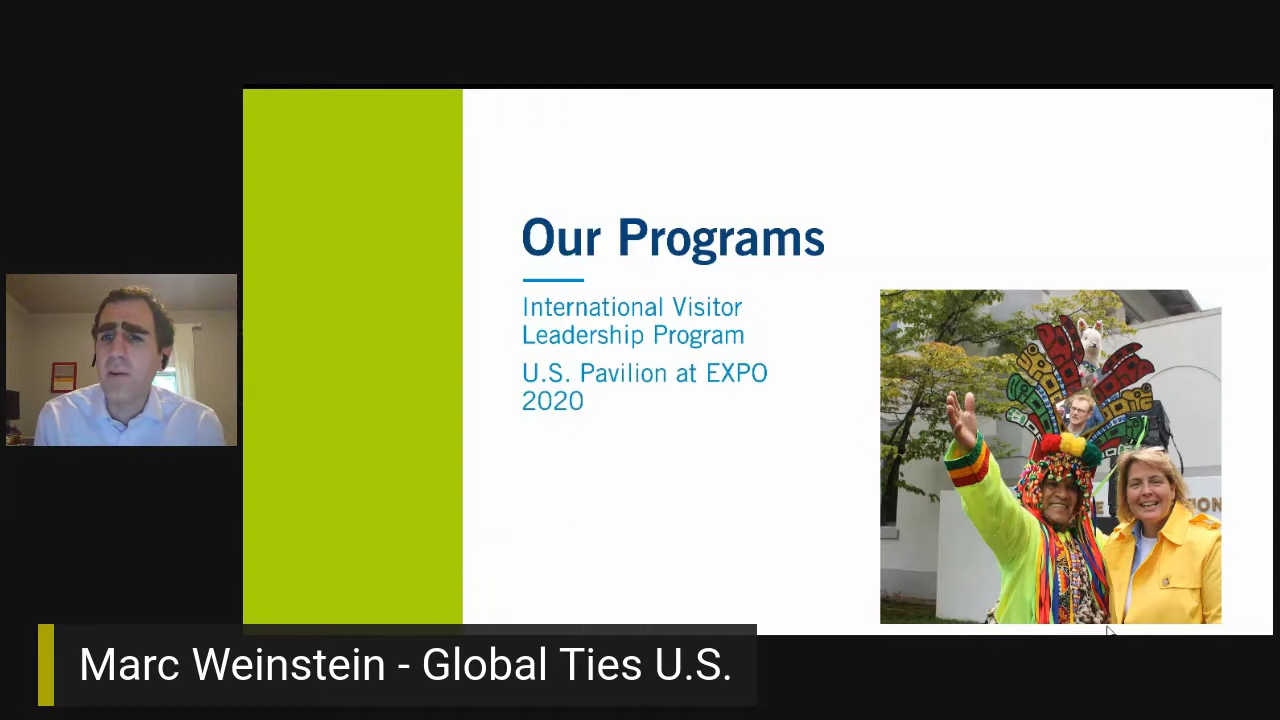 Our Programs
International Visitor
Leadership Program
U.S. Pavilion at EXPO
2020
Marc Weinstein - Global Ties U.S.